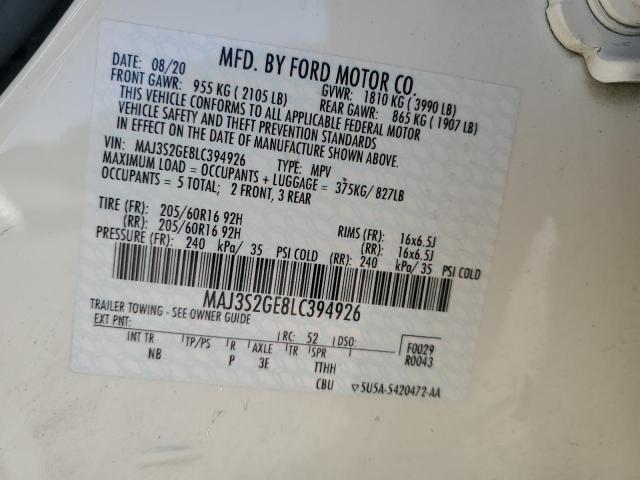 MFD. BY FORD MOTOR CO.
DATE: 08/20
GVWR: 1810 KG ( 3990 LB)
FRONT GAWR: 955 KG ( 2105 LB)
REAR GAWR: 865 KG ( 1907 LB)
THIS VEHICLE CONFORMS TO ALL APPLICABLE FEDERAL MOTOR
VEHICLE SAFETY AND THEFT PREVENTION STANDARDS
IN EFFECT ON THE DATE OF MANUFACTURE SHOWN ABOVE.
VIN: MAJ3S2GE8LC394926 TYPE: MPV
MAXIMUM LOAD = OCCUPANTS + LUGGAGE = 375KG/ 827LB
OCCUPANTS = 5 TOTAL; 2 FRONT, 3 REAR
TIRE (FR): 205/60R16 92H RIMS (FR): 16x6.5J
(RR): 205/60R16 92H (RR): 16x6.5J
PRESSURE (FR): 240 kPa/ 35 PSI COLD (RR): 240 kPa/ 35 PSI COLD
MAJ3S2GE8LC394926
TRAILER TOWING - SEE OWNER GUIDE
EXT PNT: RC: 52 DSO:
F0029
R0043
INT TR TP/PS R AXLE TR SPR
NB P 3E TTHH
CBU 5U5A-5420472-AA